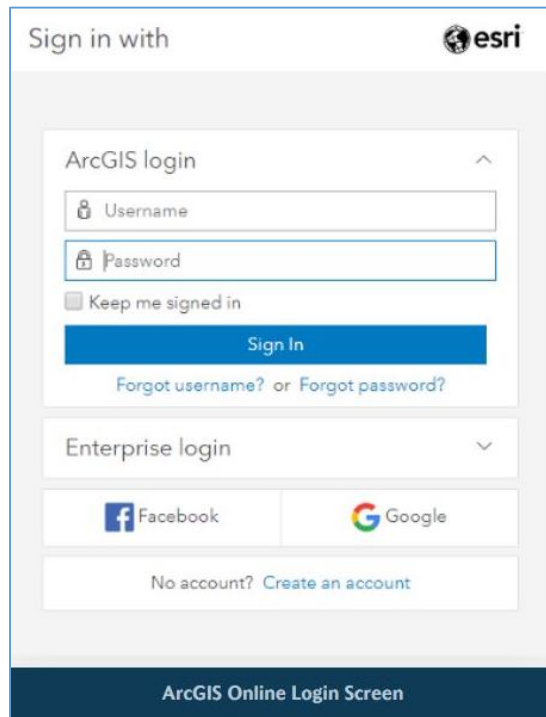 Sign in with esri
ArcGIS login
Username
Password
Keep me signed in
Sign In
Forgot username? or Forgot password?
Enterprise login
Facebook Google
No account? Create an account
ArcGIS Online Login Screen